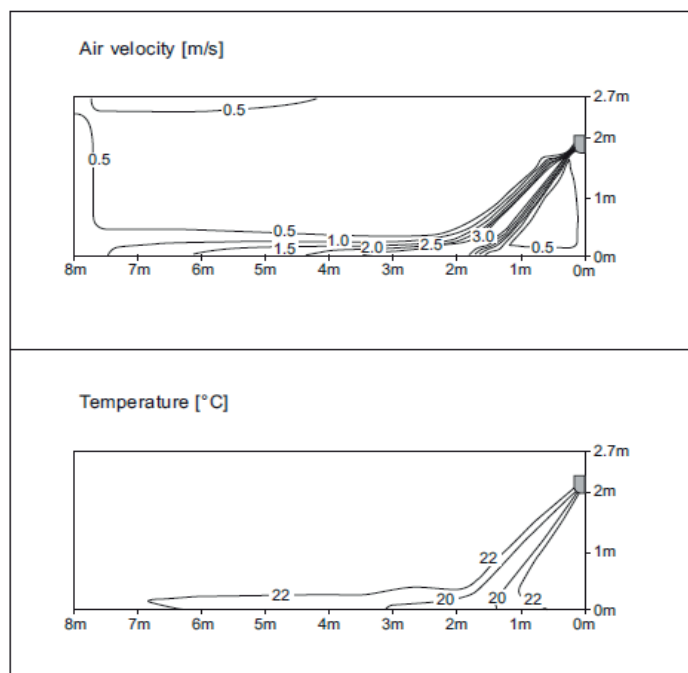 Air velocity [m/s]
2.7m
0.5
2m
0.5
1m
0.5 1.0 1.5 2.0 2.5 3.0 0.5
0m
8m 7m 6m 5m 4m 3m 2m 1m 0m
Temperature [°C]
2.7m
2m
1m
22
22 20 20 22
0m
8m 7m 6m 5m 4m 3m 2m 1m 0m